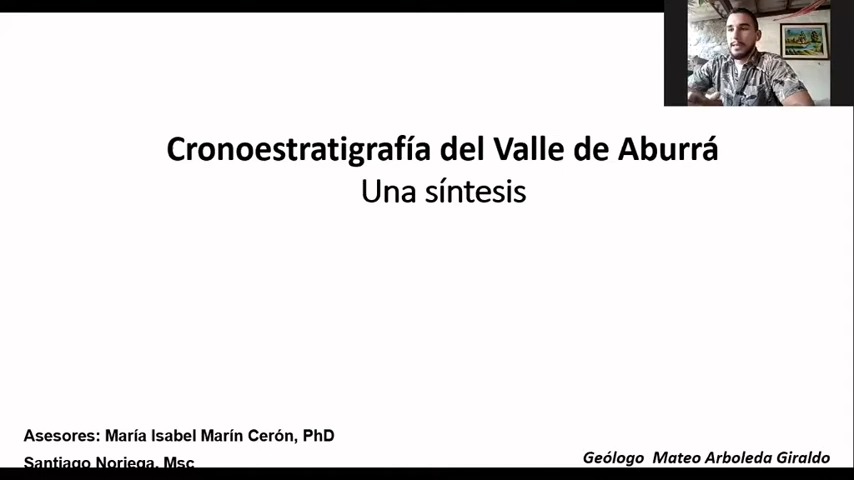 Cronoestratigrafía del Valle de Aburrá
Una síntesis
Asesores: María Isabel Marín Cerón, PhD
Santiago Noriega, Msc
Geólogo Mateo Arboleda Giraldo